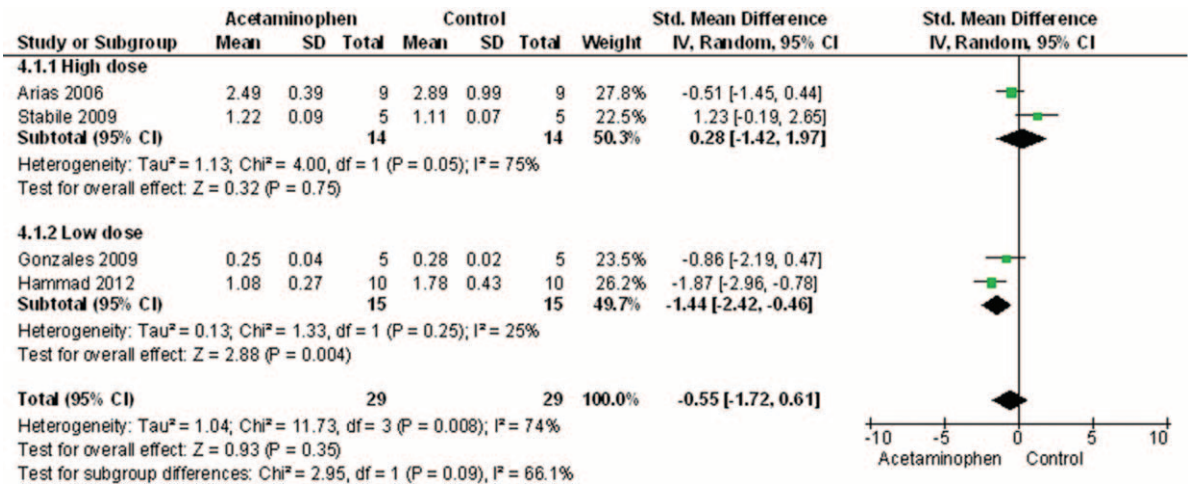 Acetaminophen Control Std. Mean Difference Std. Mean Difference
Study or Subgroup Mean SD Total Mean SD Total Weight IV, Random, 95% CI IV, Random, 95% CI
4.1.1 High dose
Arias 2006 2.49 0.39 9 2.89 0.99 9 27.8% -0.51 [-1.45, 0.44]
Stabile 2009 1.22 0.09 5 1.11 0.07 5 22.5% 1.23 [-0.19, 2.65]
Subtotal (95% CI) 14 14 50.3% 0.28 [-1.42, 1.97]
Heterogeneity: Tau² = 1.13; Chi² = 4.00, df = 1 (P = 0.05); I² = 75%
Test for overall effect: Z = 0.32 (P = 0.75)
4.1.2 Low dose
Gonzales 2009 0.25 0.04 5 0.28 0.02 5 23.5% -0.86 [-2.19, 0.47]
Hammad 2012 1.08 0.27 10 1.78 0.43 10 26.2% -1.87 [-2.96, -0.78]
Subtotal (95% CI) 15 15 49.7% -1.44 [-2.42, -0.46]
Heterogeneity: Tau² = 0.13; Chi² = 1.33, df = 1 (P = 0.25); I² = 25%
Test for overall effect: Z = 2.88 (P = 0.004)
Total (95% CI) 29 29 100.0% -0.55 [-1.72, 0.61]
Heterogeneity: Tau² = 1.04; Chi² = 11.73, df = 3 (P = 0.008); I² = 74%
Test for overall effect: Z = 0.93 (P = 0.35)
Test for subgroup differences: Chi² = 2.95, df = 1 (P = 0.09), I² = 66.1%
-10 -5 0 5 10
Acetaminophen Control